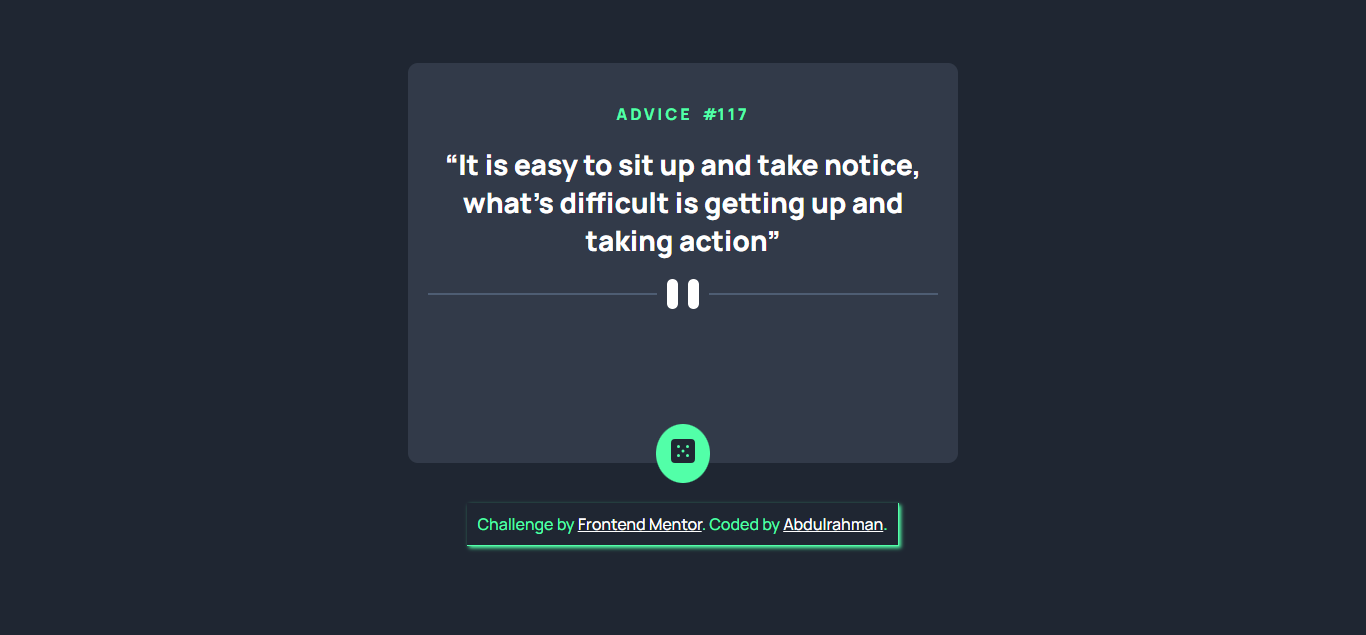 ADVICE #117
“It is easy to sit up and take notice,
what’s difficult is getting up and
taking action”
Challenge by Frontend Mentor. Coded by Abdulrahman.